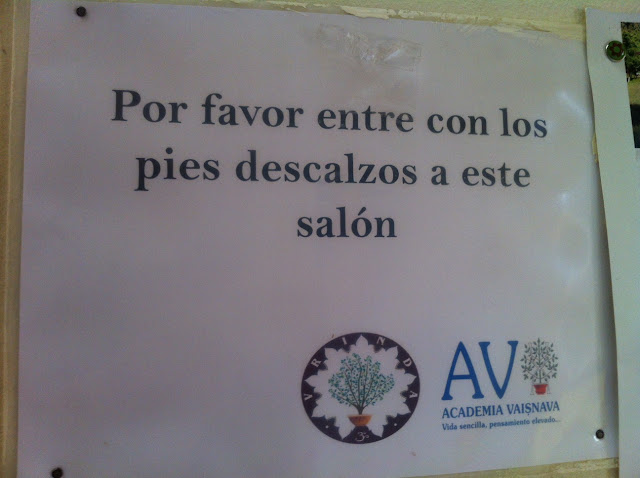 Por favor entre con los
pies descalzos a este
salón
VRINDA
AV
ACADEMIA VAIṢNAVA
Vida sencilla, pensamiento elevado...